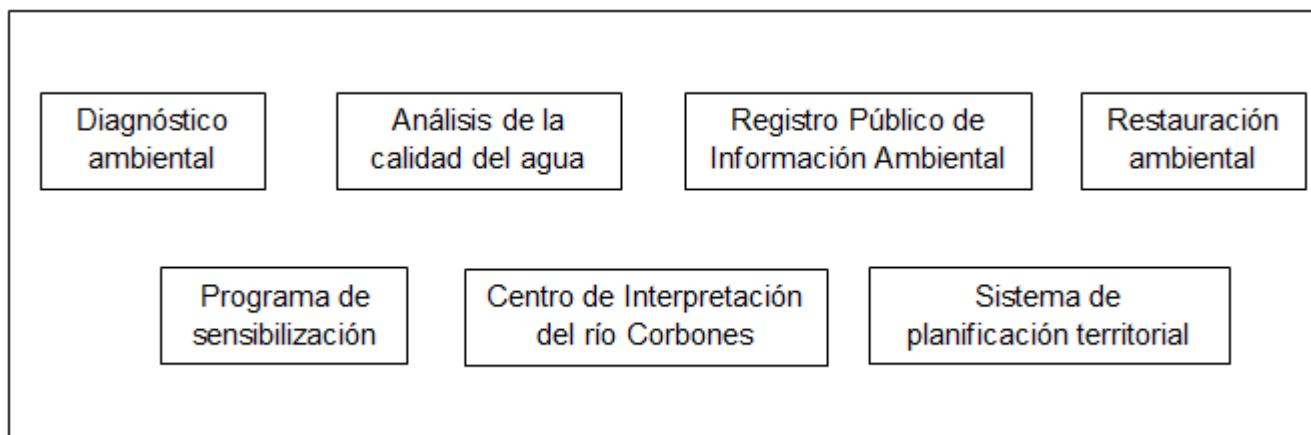 Diagnóstico
ambiental
Análisis de la
calidad del agua
Registro Público de
Información Ambiental
Restauración
ambiental
Programa de
sensibilización
Centro de Interpretación
del río Corbones
Sistema de
planificación territorial